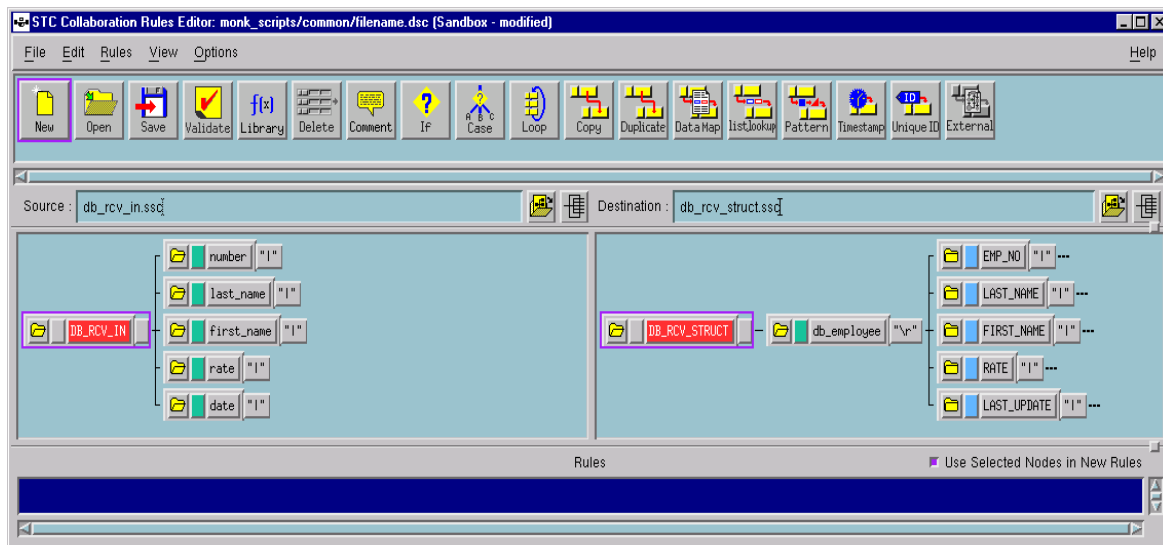 STC Collaboration Rules Editor: monk_scripts/common/filename.dsc (Sandbox - modified)
File Edit Rules View Options Help
New Open Save Validate Library Delete Comment If Case Loop Copy Duplicate Data Map list lookup Pattern Timestamp Unique ID External
f(x) ? ? A B C ID
Source : db_rcv_in.ssc Destination : db_rcv_struct.ssc
number "|"
last_name "|"
DB_RCV_IN first_name "|"
rate "|"
date "|"
EMP_NO "|"
LAST_NAME "|"
DB_RCV_STRUCT db_employee "\r" FIRST_NAME "|"
RATE "|"
LAST_UPDATE "|"
Rules Use Selected Nodes in New Rules